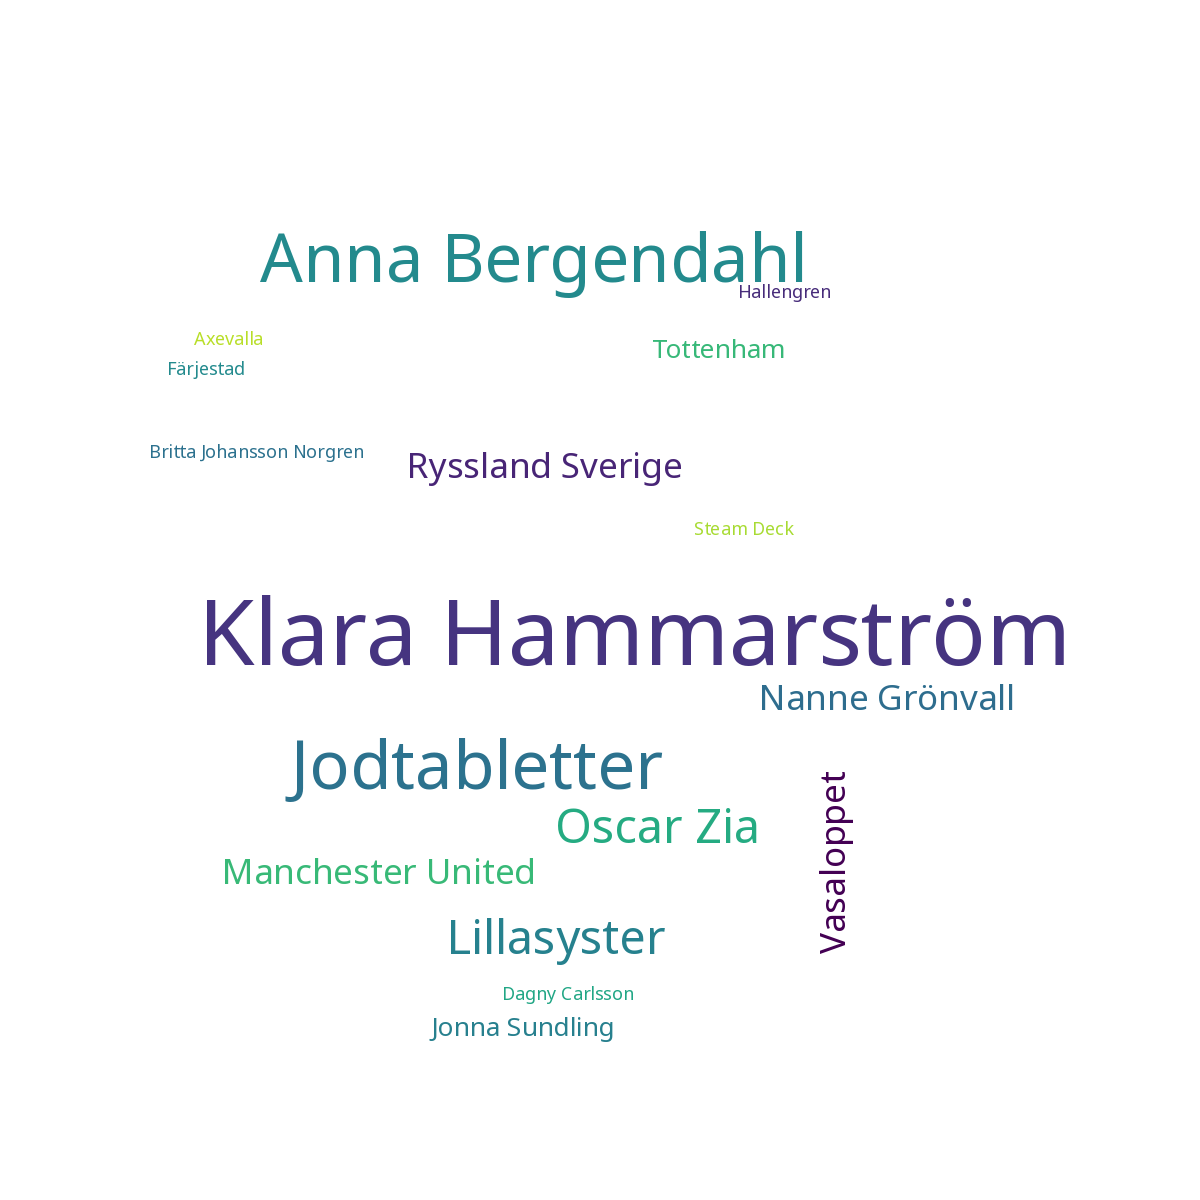 Anna Bergendahl
Hallengren
Axevalla
Tottenham
Färjestad
Britta Johansson Norgren
Ryssland Sverige
Steam Deck
Klara Hammarström
Nanne Grönvall
Jodtabletter
Oscar Zia
Vasaloppet
Manchester United
Lillasyster
Dagny Carlsson
Jonna Sundling